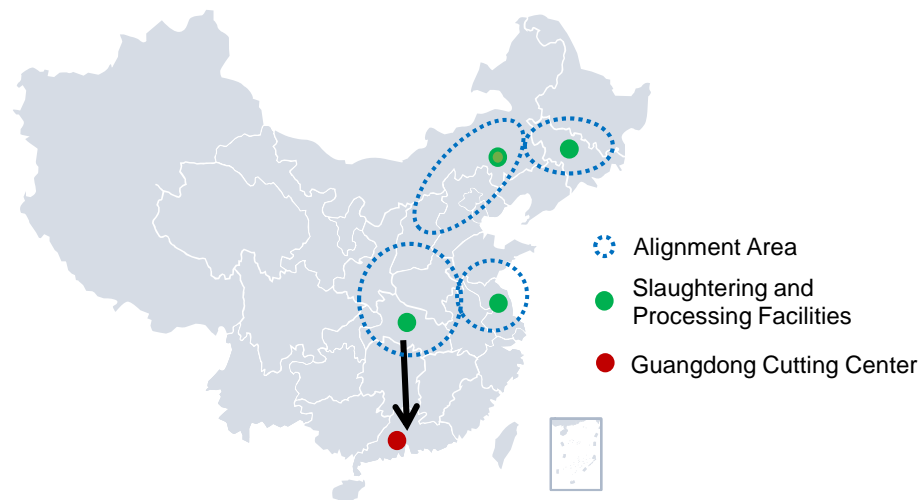 Alignment Area
Slaughtering and
Processing Facilities
Guangdong Cutting Center